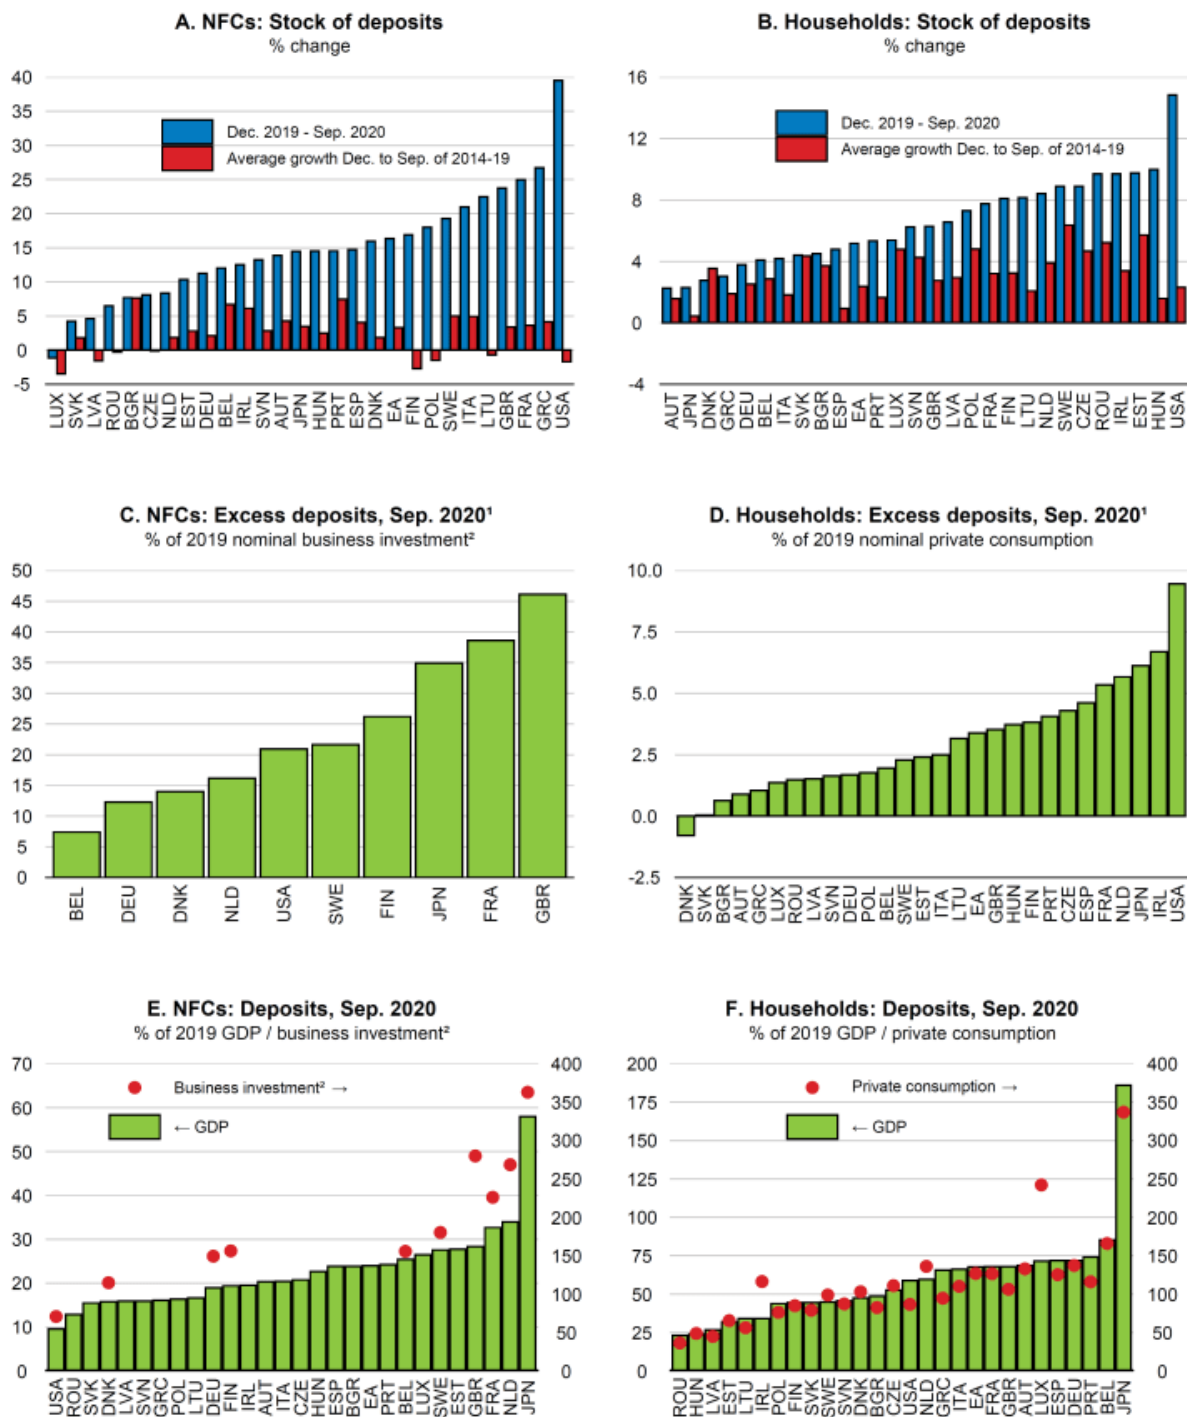 A. NFCs: Stock of deposits
% change
40
35
30
25
20
15
10
5
0
-5
Dec. 2019 - Sep. 2020
Average growth Dec. to Sep. of 2014-19
LUX
SVK
LVA
ROU
BGR
CZE
NLD
EST
DEU
BEL
IRL
SVN
AUT
JPN
HUN
PRT
ESP
DNK
EA
FIN
POL
SWE
ITA
LTU
GBR
FRA
GRC
USA
B. Households: Stock of deposits
% change
16
12
8
4
0
-4
Dec. 2019 - Sep. 2020
Average growth Dec. to Sep. of 2014-19
AUT
JPN
DNK
GRC
DEU
BEL
ITA
SVK
BGR
ESP
EA
PRT
LUX
SVN
GBR
LVA
POL
FRA
FIN
LTU
NLD
SWE
CZE
ROU
IRL
EST
HUN
USA
C. NFCs: Excess deposits, Sep. 2020¹
% of 2019 nominal business investment²
50
45
40
35
30
25
20
15
10
5
0
BEL
DEU
DNK
NLD
USA
SWE
FIN
JPN
FRA
GBR
D. Households: Excess deposits, Sep. 2020¹
% of 2019 nominal private consumption
10.0
7.5
5.0
2.5
0.0
-2.5
DNK
SVK
BGR
AUT
GRC
LUX
ROU
LVA
SVN
DEU
POL
BEL
SWE
EST
ITA
LTU
EA
GBR
HUN
FIN
PRT
CZE
ESP
FRA
NLD
JPN
IRL
USA
E. NFCs: Deposits, Sep. 2020
% of 2019 GDP / business investment²
70
60
50
40
30
20
10
0
400
350
300
250
200
150
100
50
0
Business investment² →
← GDP
USA
ROU
SVK
DNK
LVA
SVN
GRC
POL
LTU
DEU
FIN
IRL
AUT
ITA
CZE
HUN
ESP
BGR
EA
PRT
BEL
LUX
SWE
EST
GBR
FRA
NLD
JPN
F. Households: Deposits, Sep. 2020
% of 2019 GDP / private consumption
200
175
150
125
100
75
50
25
0
400
350
300
250
200
150
100
50
0
Private consumption →
← GDP
ROU
HUN
LVA
EST
LTU
IRL
POL
FIN
SVK
SWE
SVN
DNK
BGR
CZE
USA
NLD
GRC
ITA
EA
FRA
GBR
AUT
LUX
ESP
DEU
PRT
BEL
JPN